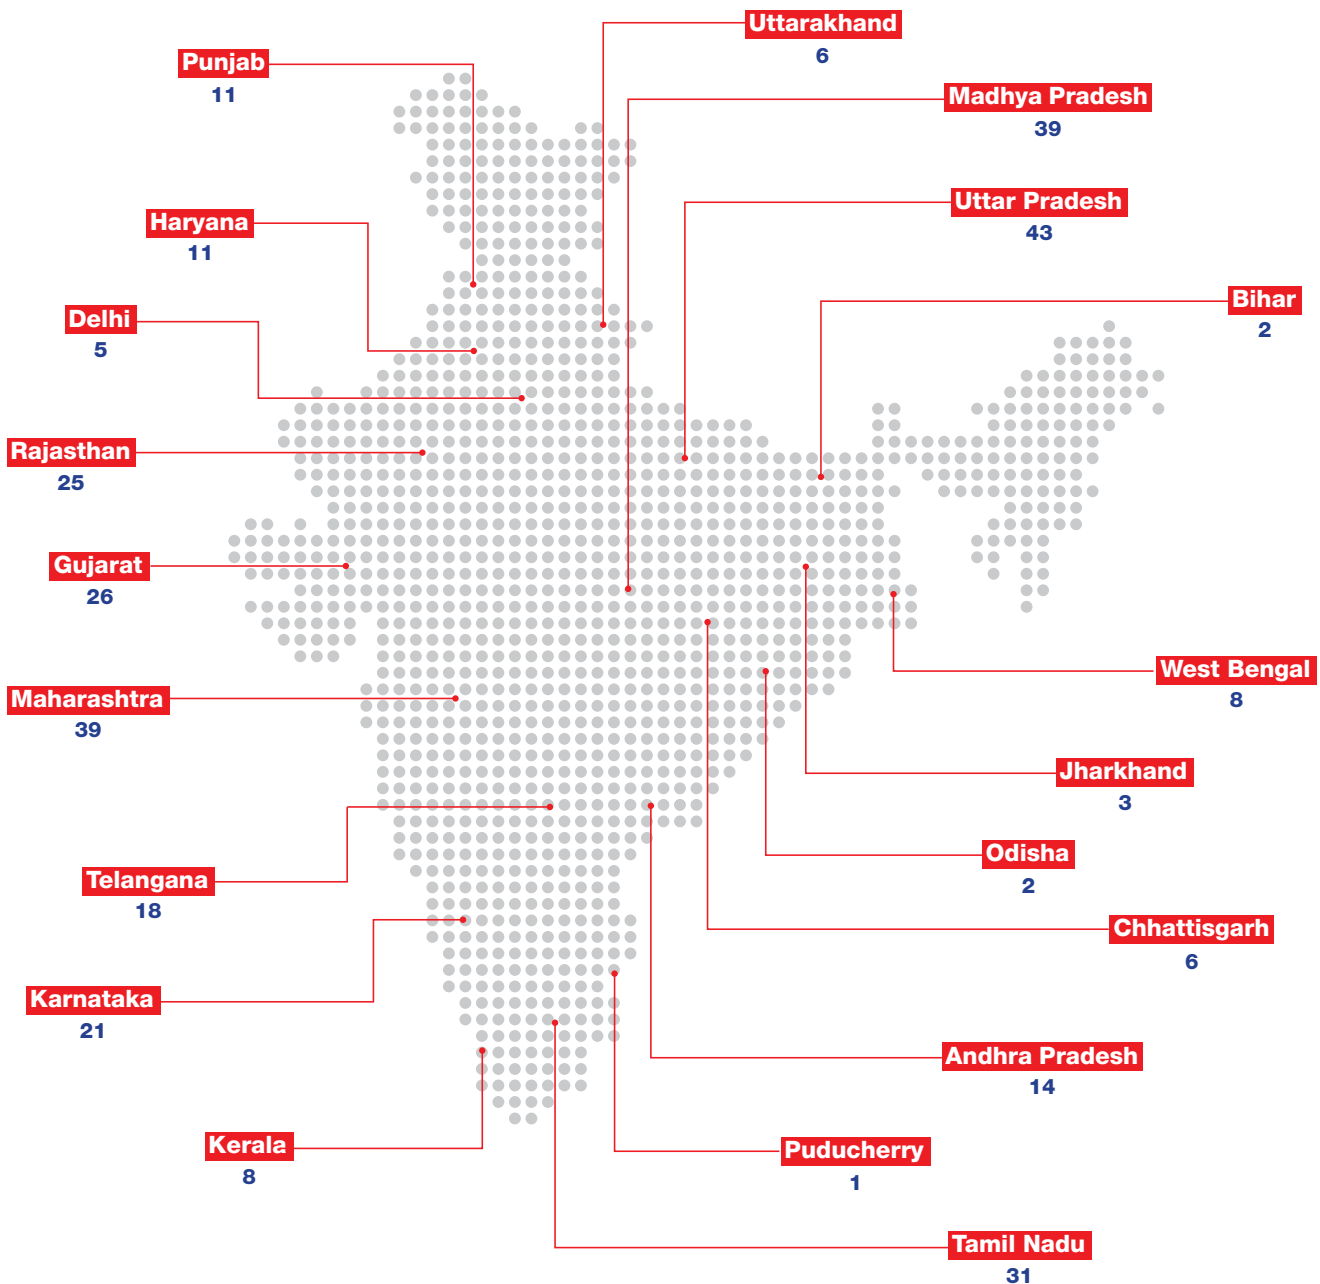 Uttarakhand
6
Punjab
11
Madhya Pradesh
39
Uttar Pradesh
43
Haryana
11
Bihar
2
Delhi
5
Rajasthan
25
Gujarat
26
West Bengal
8
Maharashtra
39
Jharkhand
3
Odisha
2
Telangana
18
Chhattisgarh
6
Karnataka
21
Andhra Pradesh
14
Kerala
8
Puducherry
1
Tamil Nadu
31